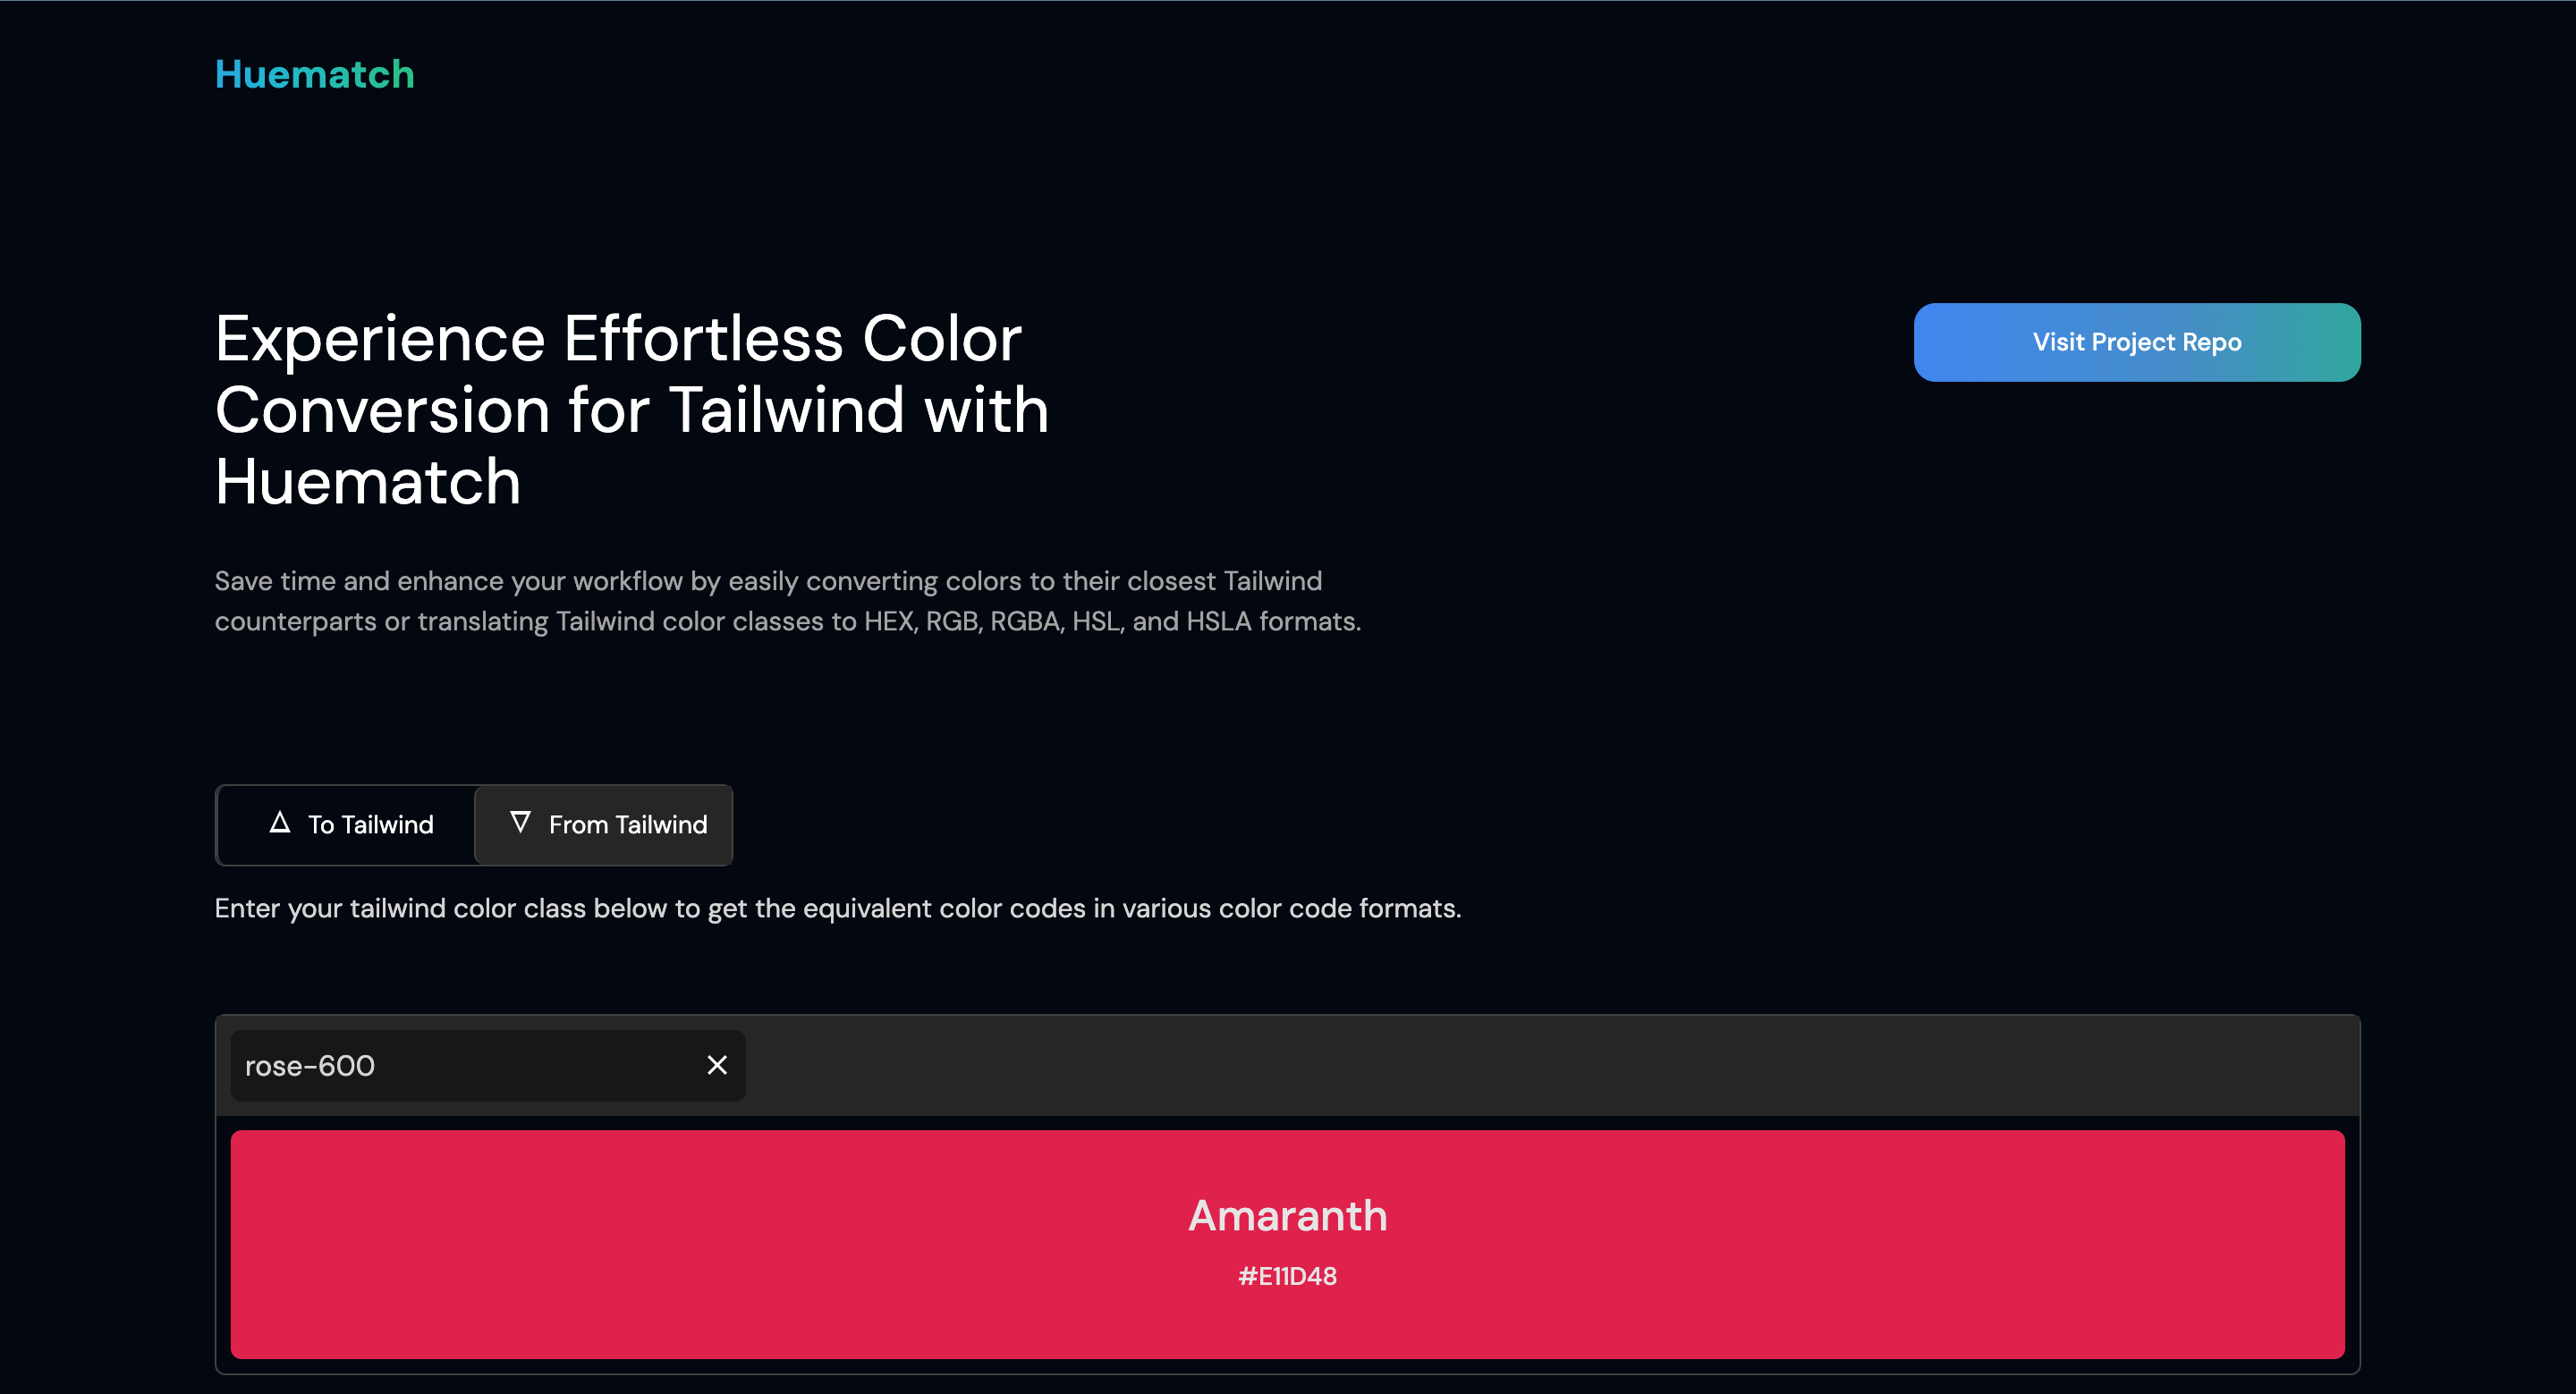 Huematch
Experience Effortless Color
Conversion for Tailwind with
Huematch
Visit Project Repo
Save time and enhance your workflow by easily converting colors to their closest Tailwind
counterparts or translating Tailwind color classes to HEX, RGB, RGBA, HSL, and HSLA formats.
To Tailwind
From Tailwind
Enter your tailwind color class below to get the equivalent color codes in various color code formats.
rose-600
Amaranth
#E11D48